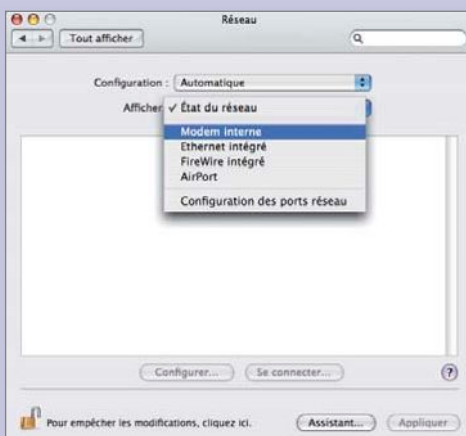 Réseau
Tout afficher
Configuration : Automatique
Afficher ✓ État du réseau
Modem interne
Ethernet intégré
FireWire intégré
AirPort
Configuration des ports réseau
Configurer... Se connecter... ?
Pour empêcher les modifications, cliquez ici. Assistant... Appliquer